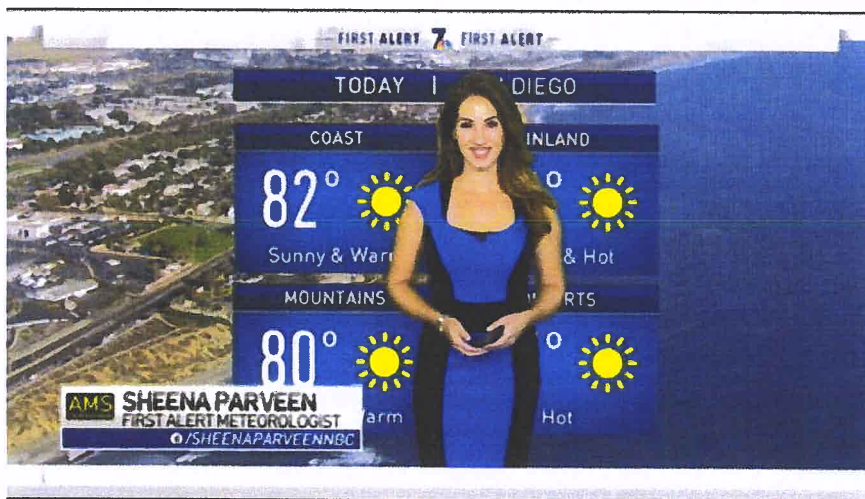 FIRST ALERT 7 FIRST ALERT
TODAY | DIEGO
COAST
INLAND
82°
°
Sunny & Warm
& Hot
MOUNTAINS
RTS
80°
°
arm
Hot
AMS
SHEENA PARVEEN
FIRST ALERT METEOROLOGIST
/SHEENAPARVEENNBC